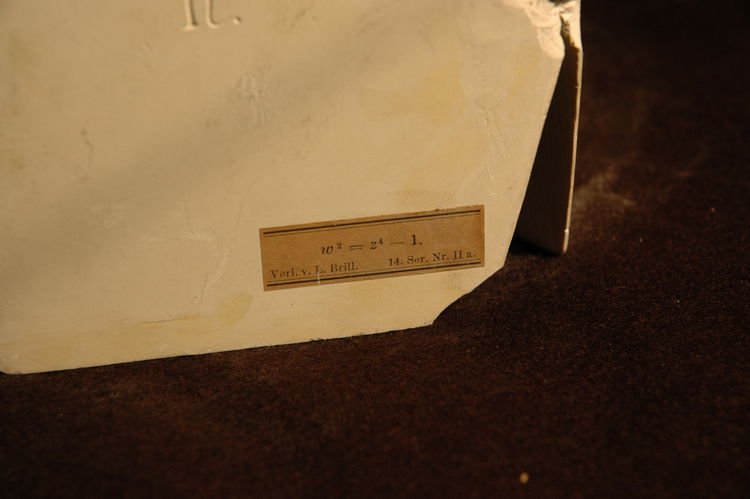 w² = z⁴ — 1.
Verl. v. L. Brill. 14. Ser. Nr. II a.